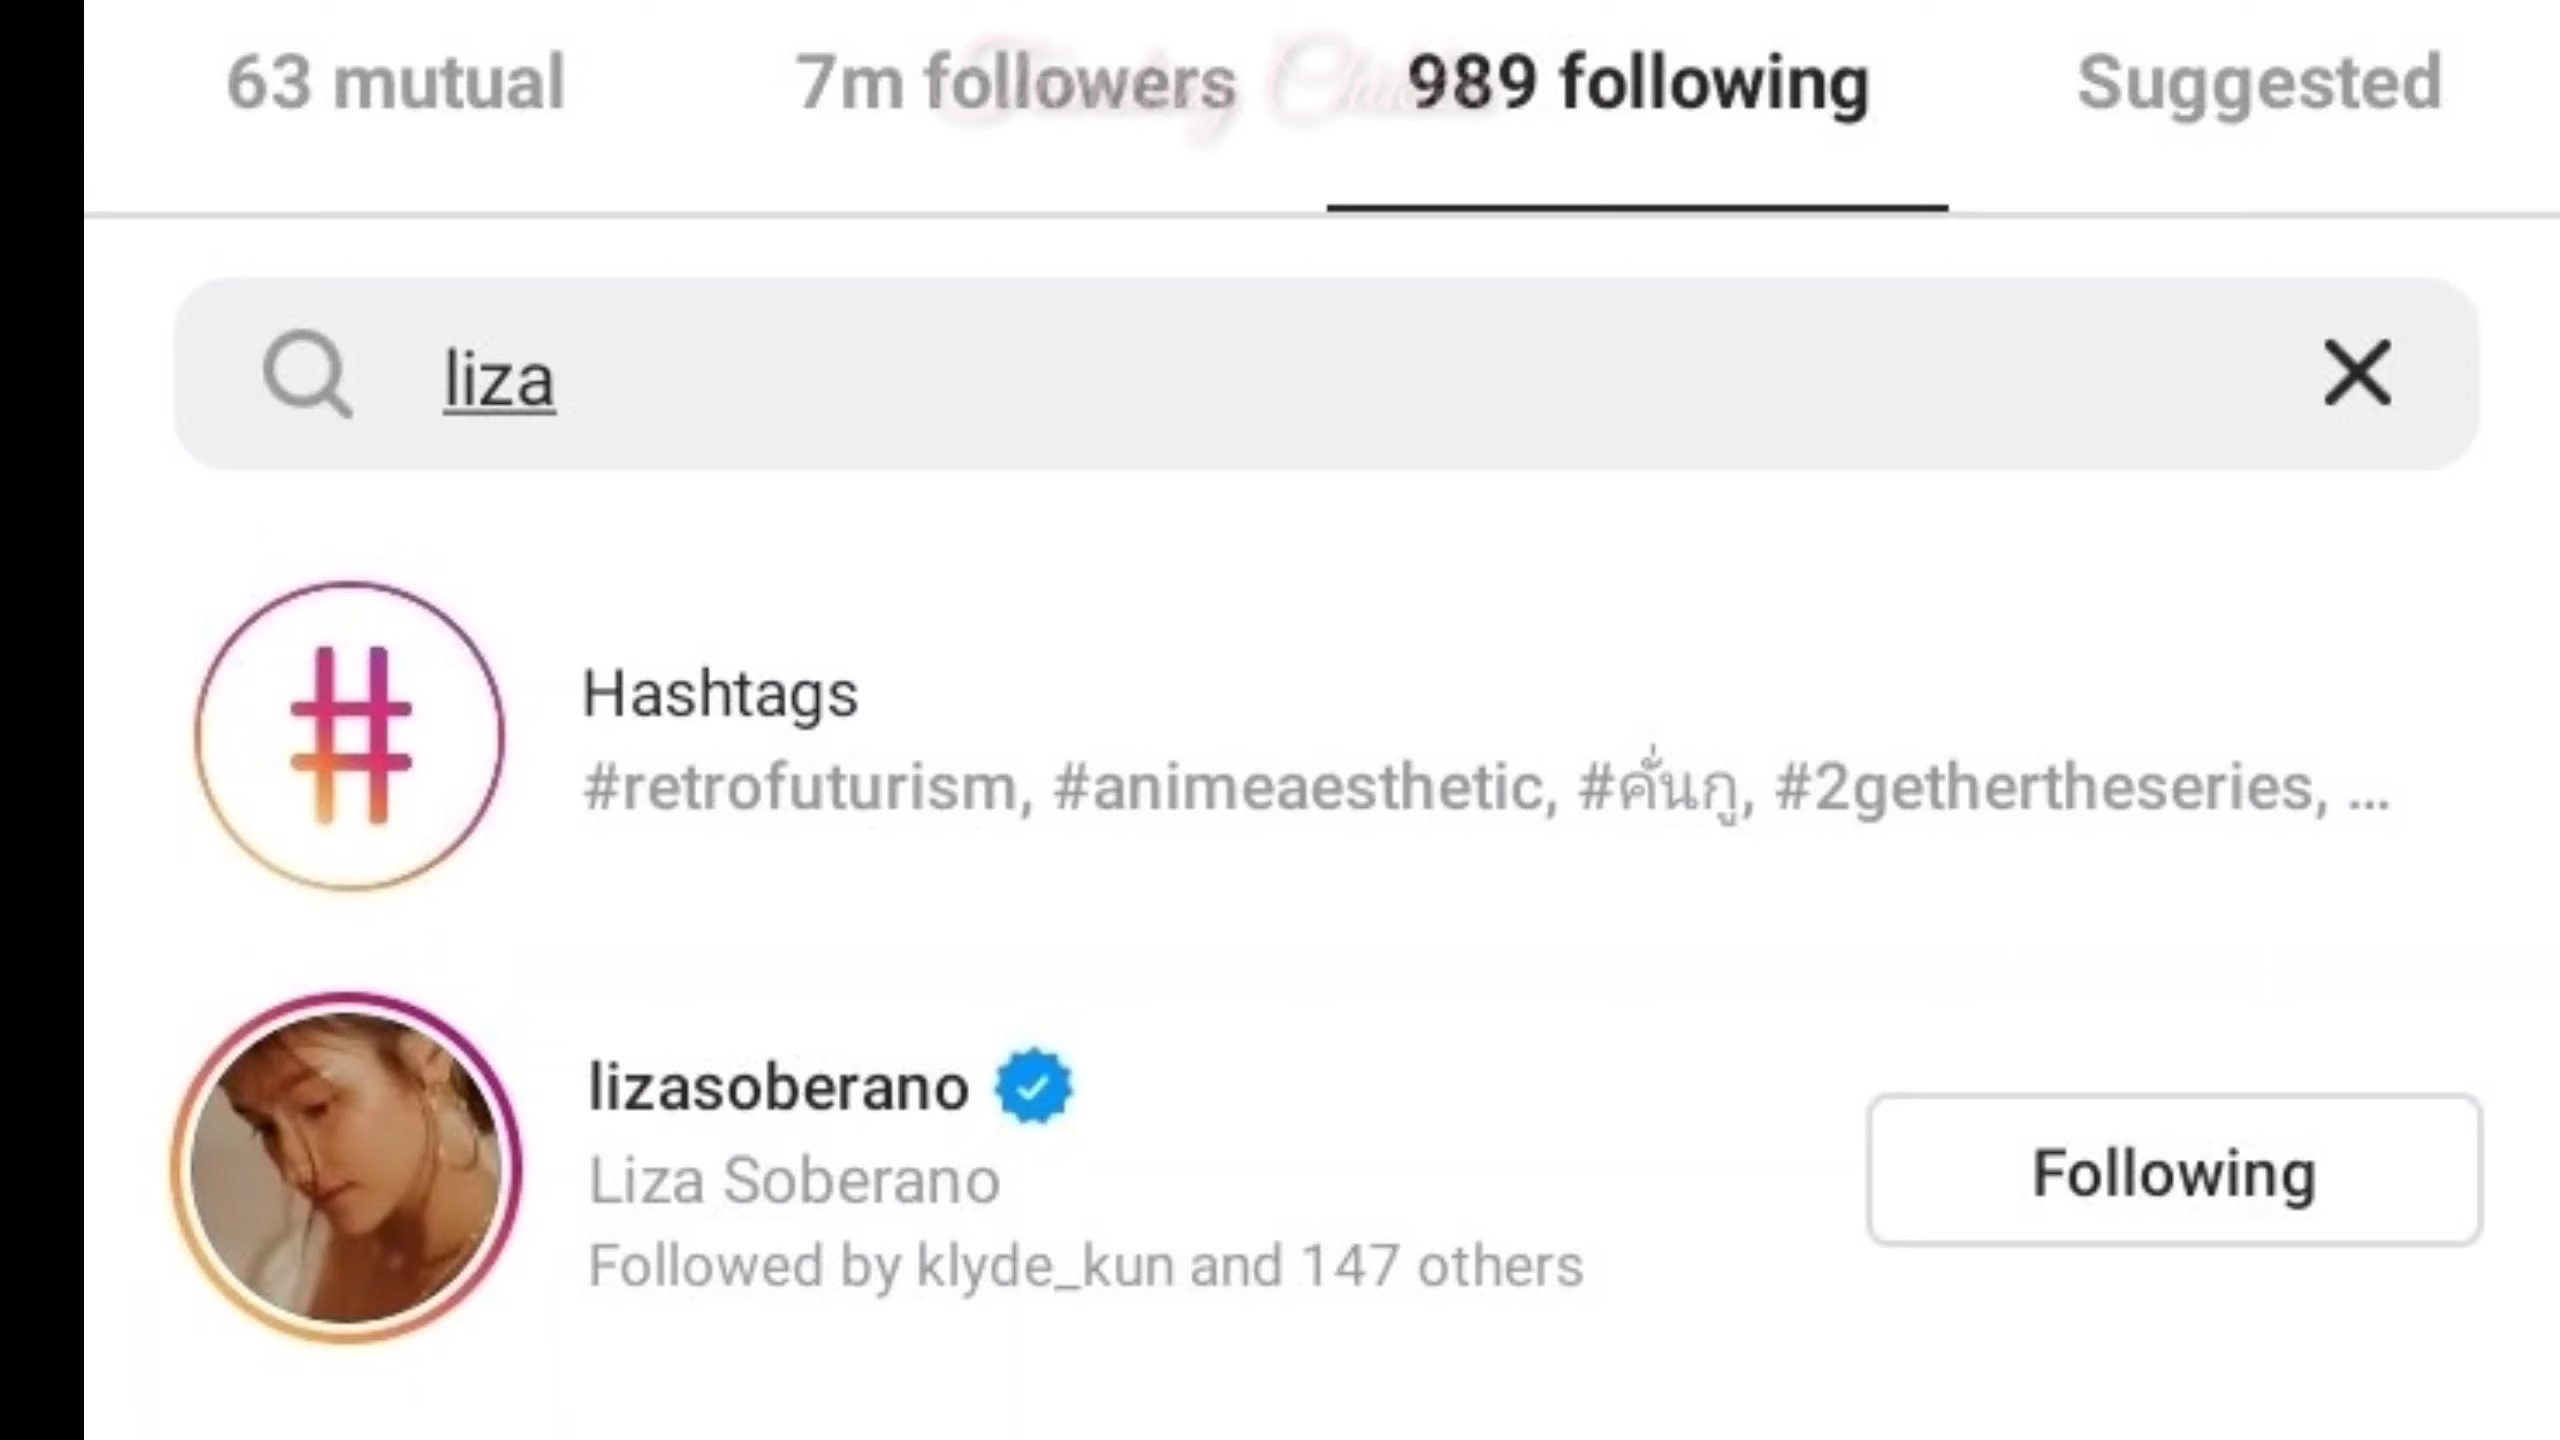 63 mutual 7m followers 989 following Suggested
liza
Hashtags
#retrofuturism, #animeaesthetic, #คั่นกู, #2gethertheseries, ...
lizasoberano
Liza Soberano
Following
Followed by klyde_kun and 147 others